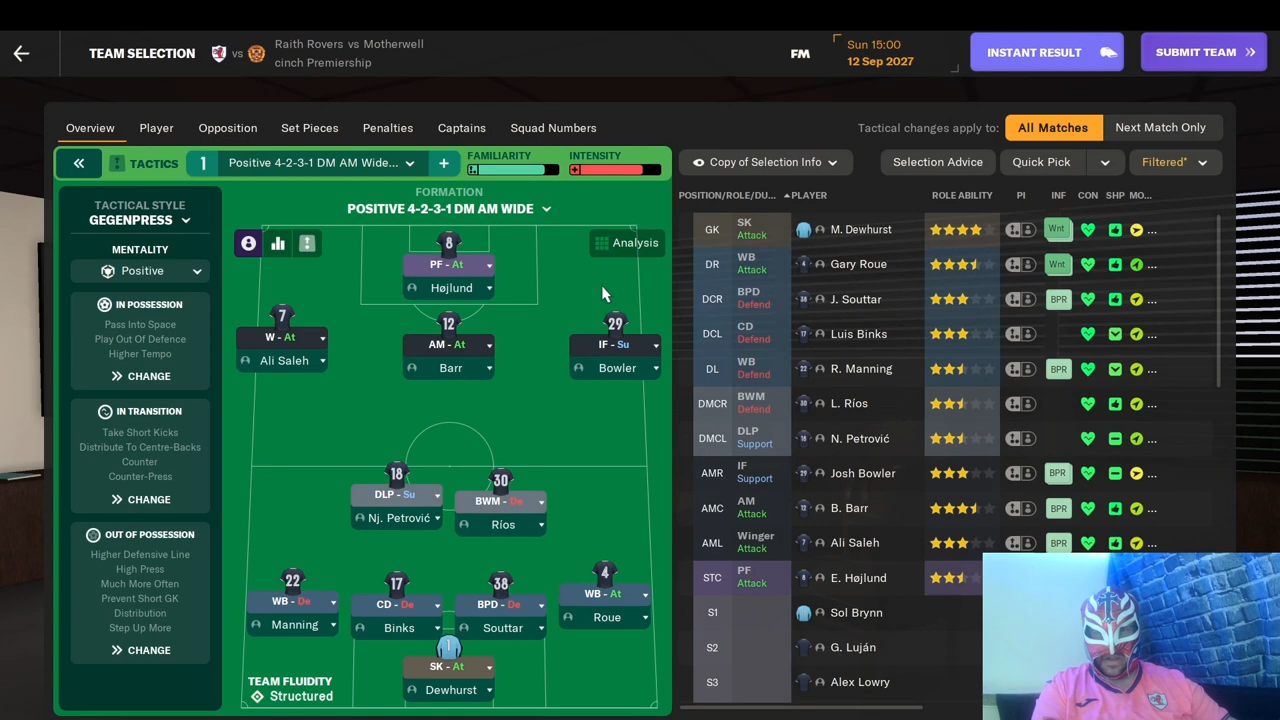 TEAM SELECTION
vs
Raith Rovers vs Motherwell
cinch Premiership
FM
Sun 15:00
12 Sep 2027
INSTANT RESULT
SUBMIT TEAM
Overview
Player
Opposition
Set Pieces
Penalties
Captains
Squad Numbers
Tactical changes apply to:
All Matches
Next Match Only
TACTICS
1
Positive 4-2-3-1 DM AM Wide...
FAMILIARITY
INTENSITY
Copy of Selection Info
Selection Advice
Quick Pick
Filtered*
TACTICAL STYLE
GEGENPRESS
MENTALITY
Positive
IN POSSESSION
Pass Into Space
Play Out Of Defence
Higher Tempo
CHANGE
IN TRANSITION
Take Short Kicks
Distribute To Centre-Backs
Counter
Counter-Press
CHANGE
OUT OF POSSESSION
Higher Defensive Line
High Press
Much More Often
Prevent Short GK
Distribution
Step Up More
CHANGE
FORMATION
POSITIVE 4-2-3-1 DM AM WIDE
Analysis
8
PF - At
Højlund
7
W - At
Ali Saleh
12
AM - At
Barr
29
IF - Su
Bowler
18
DLP - Su
Nj. Petrović
30
BWM - De
Ríos
22
WB - De
Manning
17
CD - De
Binks
38
BPD - De
Souttar
4
WB - At
Roue
1
SK - At
Dewhurst
TEAM FLUIDITY
Structured
POSITION/ROLE/DU... PLAYER ROLE ABILITY PI INF CON SHP MO...
GK SK Attack M. Dewhurst Wnt ...
DR WB Attack Gary Roue Wnt ...
DCR BPD Defend J. Souttar BPR ...
DCL CD Defend Luis Binks ...
DL WB Defend R. Manning BPR ...
DMCR BWM Defend L. Ríos ...
DMCL DLP Support N. Petrović ...
AMR IF Support Josh Bowler BPR ...
AMC AM Attack B. Barr BPR ...
AML Winger Attack Ali Saleh BPR ...
STC PF Attack E. Højlund
S1 Sol Brynn
S2 G. Luján
S3 Alex Lowry